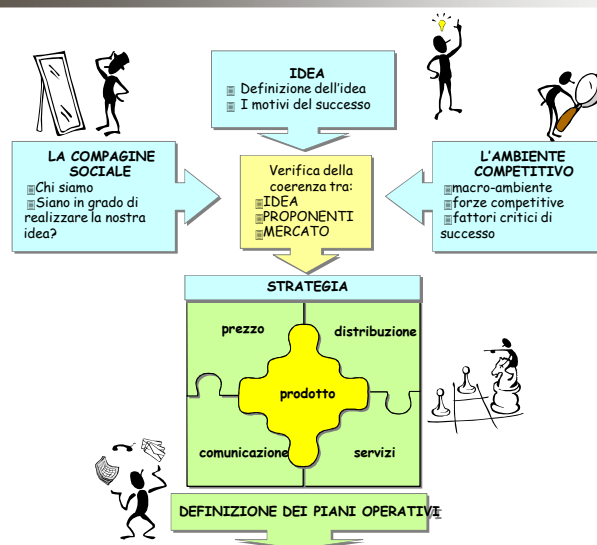 IDEA
Definizione dell'idea
I motivi del successo
LA COMPAGINE
SOCIALE
Chi siamo
Siano in grado di
realizzare la nostra
idea?
Verifica della
coerenza tra:
IDEA
PROPONENTI
MERCATO
L'AMBIENTE
COMPETITIVO
macro-ambiente
forze competitive
fattori critici di
successo
STRATEGIA
prezzo
distribuzione
prodotto
comunicazione
servizi
DEFINIZIONE DEI PIANI OPERATIVI